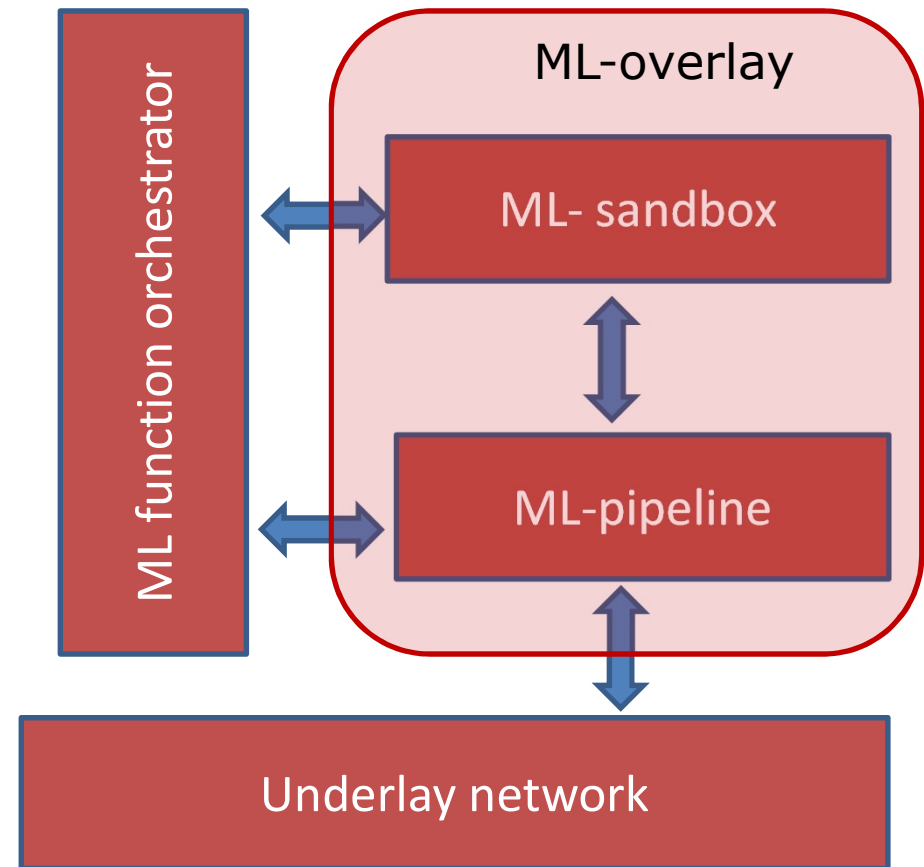 ML function orchestrator
ML-overlay
ML- sandbox
ML-pipeline
Underlay network